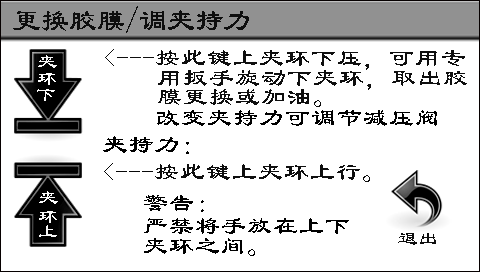 更换胶膜/调夹持力
夹环下
<---按此键上夹环下压，可用专
用扳手旋动下夹环，取出胶
膜更换或加油。
改变夹持力可调节减压阀
夹持力：
夹环上
<---按此键上夹环上行。
警告：
严禁将手放在上下
夹环之间。
退出